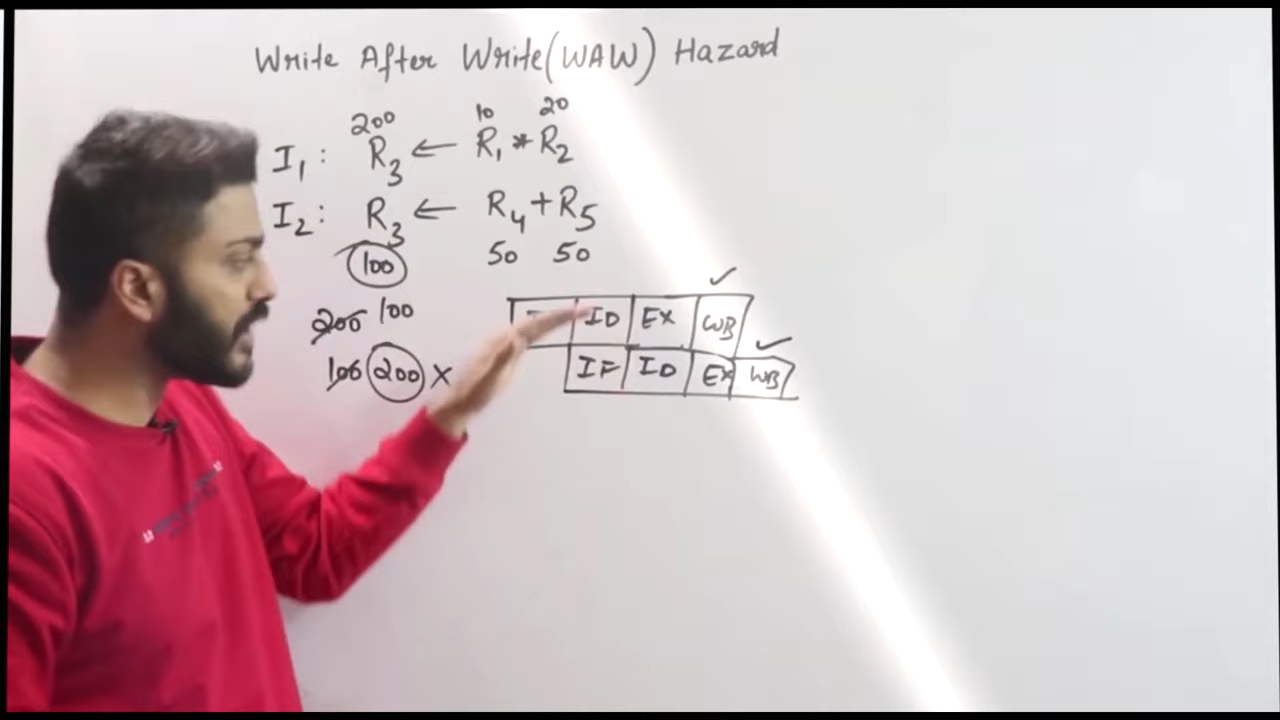 Write After Write(WAW) Hazard
200 10 20
I1 : R3 ← R1 * R2
I2 : R3 ← R4 + R5
100 50 50
200 100
100 200 X
✓
ID EX WB
✓
IF ID EX WB